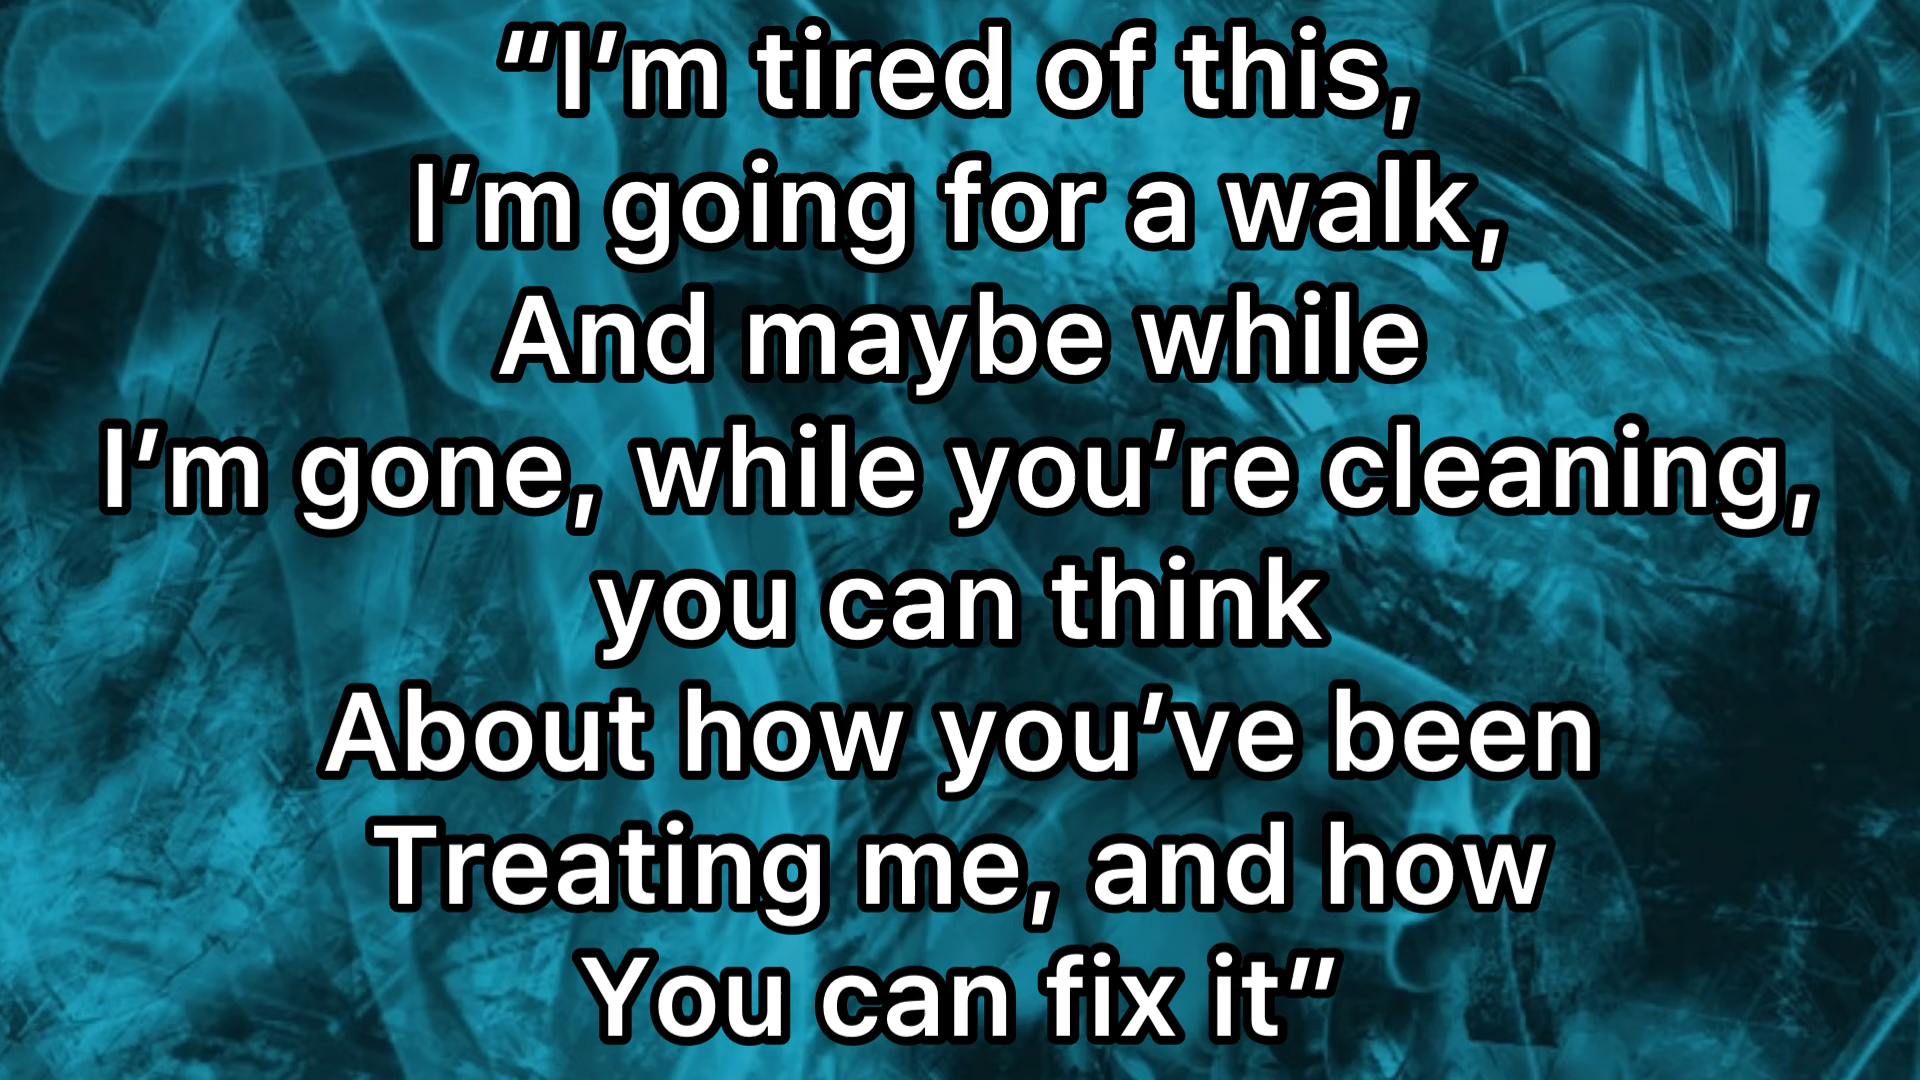 “I’m tired of this,
I’m going for a walk,
And maybe while
I’m gone, while you’re cleaning,
you can think
About how you’ve been
Treating me, and how
You can fix it”